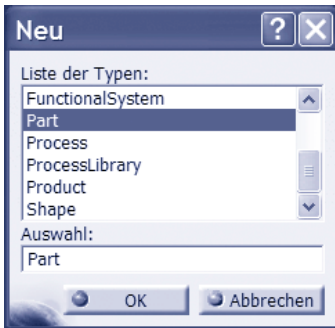 Neu
Liste der Typen:
FunctionalSystem
Part
Process
ProcessLibrary
Product
Shape
Auswahl:
Part
OK Abbrechen